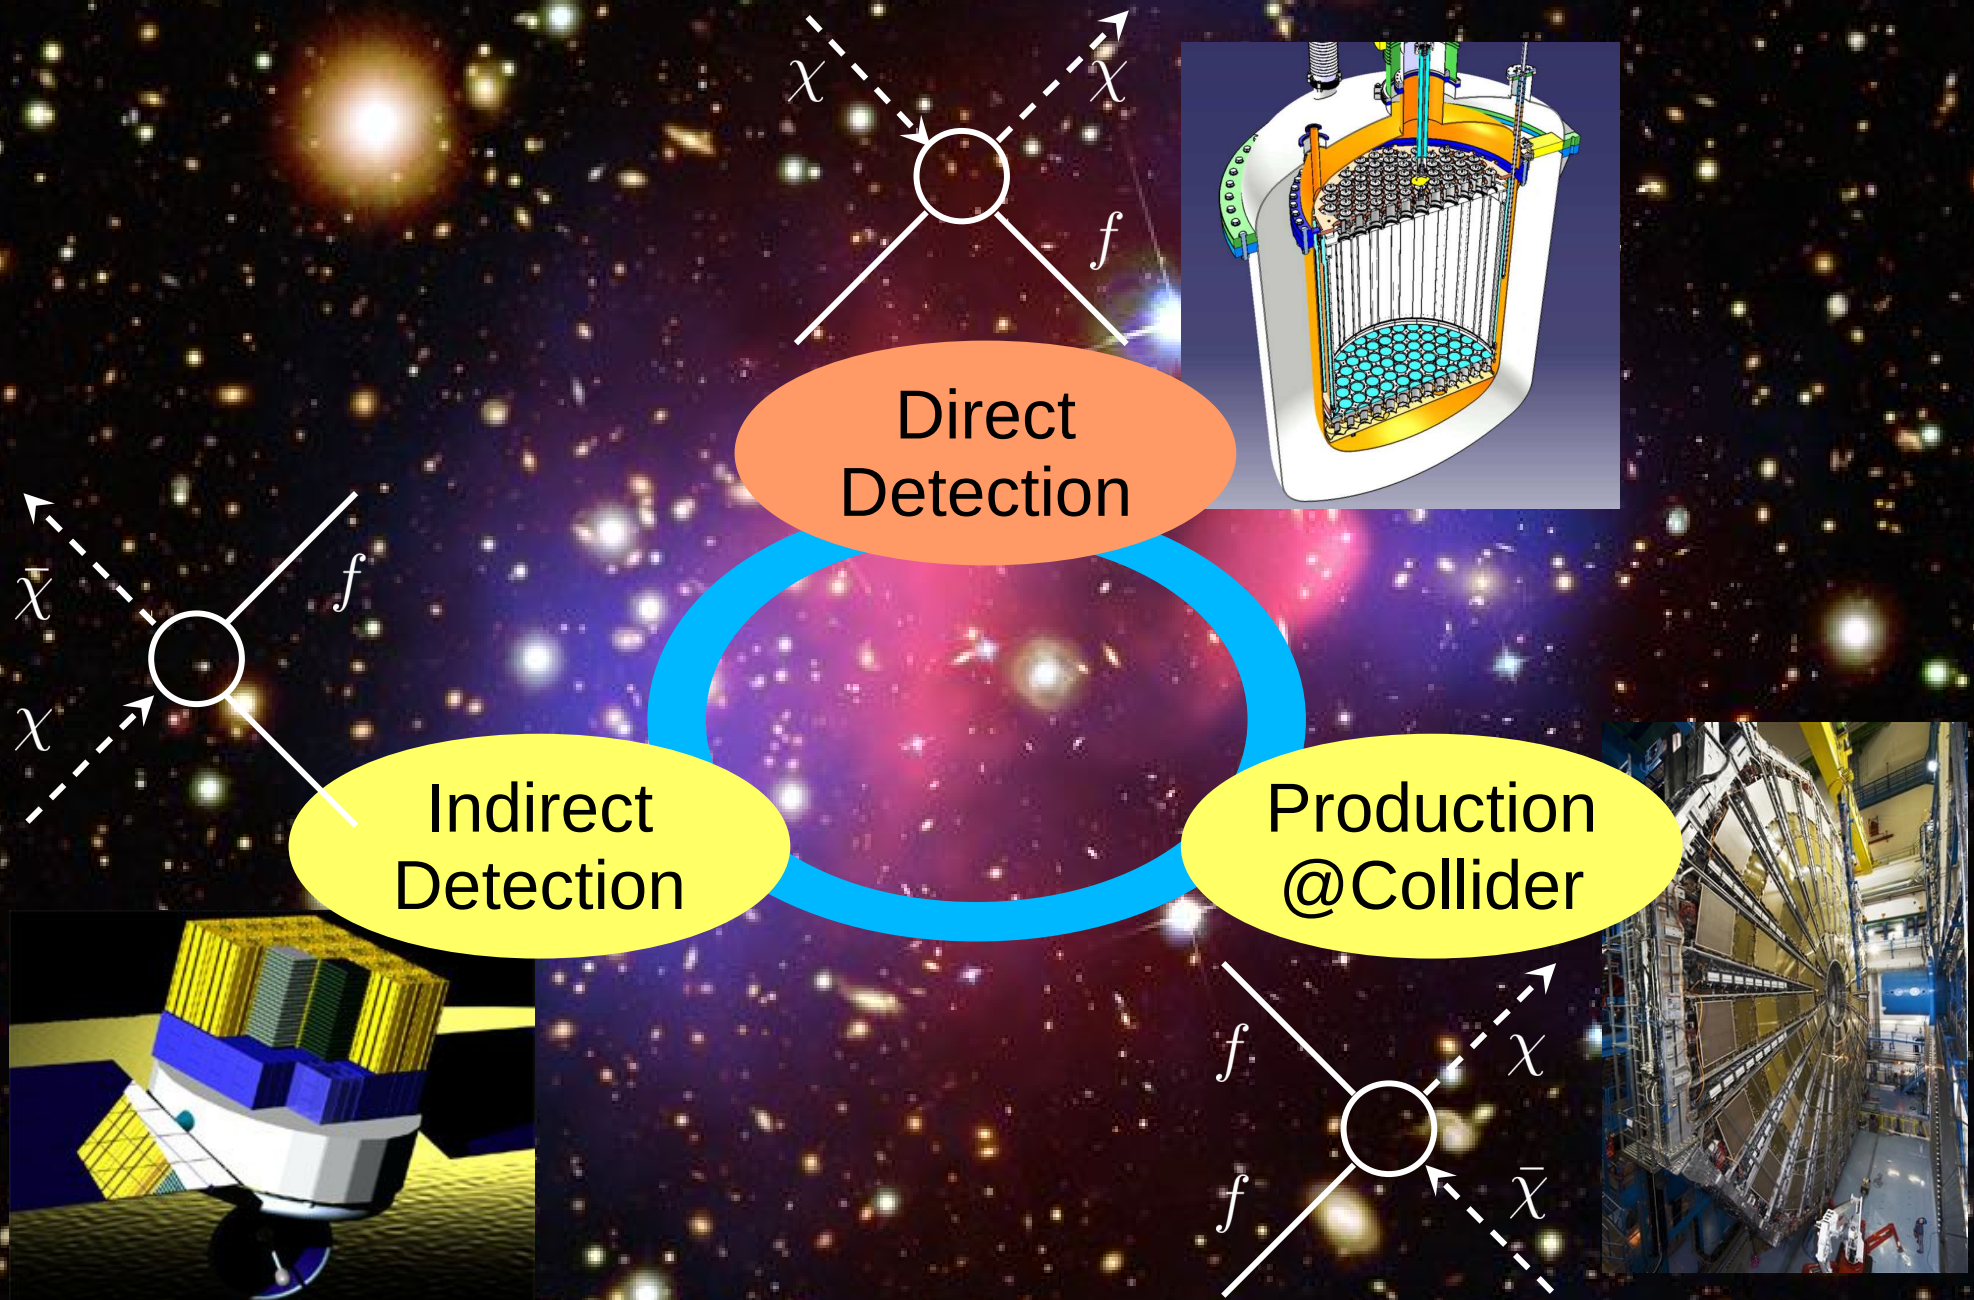 χ
χ
f
Direct
Detection
χ̄
f
χ
Indirect
Detection
Production
@Collider
f
χ
f
χ̄